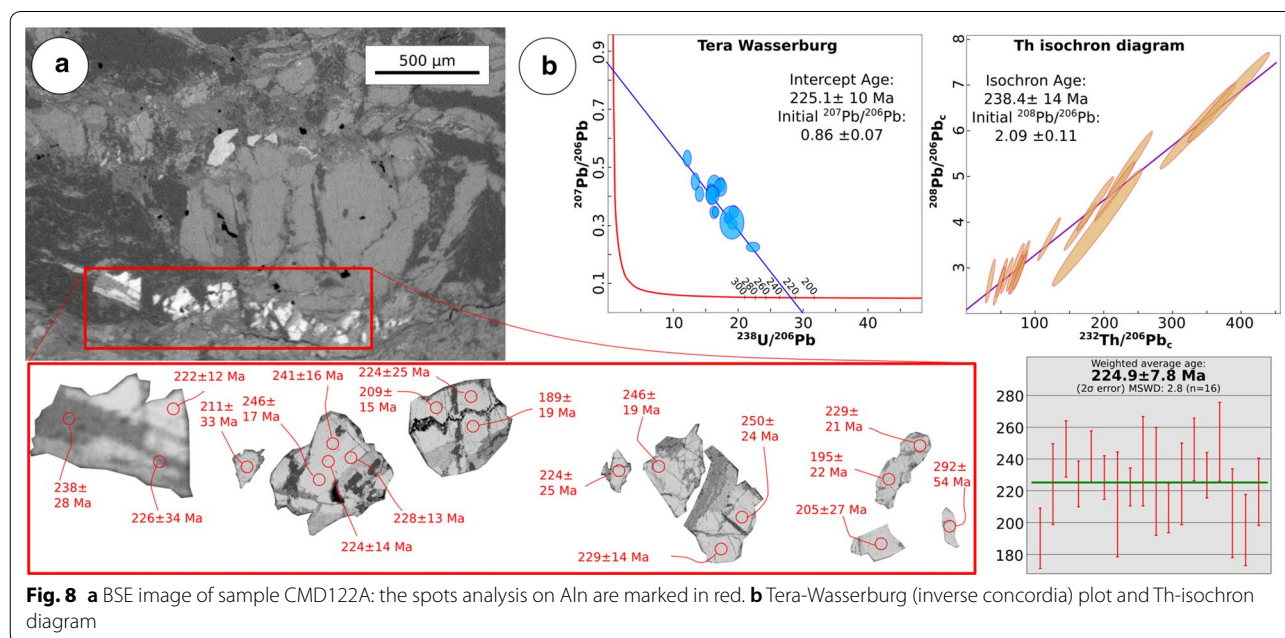 a
500 µm
b
Tera Wasserburg
Intercept Age:
225.1± 10 Ma
Initial ²⁰⁷Pb/²⁰⁶Pb:
0.86 ±0.07
²⁰⁷Pb/²⁰⁶Pb
0.9
0.7
0.5
0.3
0.1
300
280
260
240
220
200
10
20
30
40
²³⁸U/²⁰⁶Pb
Th isochron diagram
Isochron Age:
238.4± 14 Ma
Initial ²⁰⁸Pb/²⁰⁶Pb:
2.09 ±0.11
²⁰⁸Pb/²⁰⁶Pb_c
8
7
6
5
4
3
100
200
300
400
²³²Th/²⁰⁶Pb_c
222±12 Ma
238±
28 Ma
226±34 Ma
211±
33 Ma
246±
17 Ma
241±16 Ma
228±13 Ma
224±14 Ma
224±25 Ma
209±
15 Ma
189±
19 Ma
224±
25 Ma
246±
19 Ma
250±
24 Ma
229±14 Ma
229±
21 Ma
195±
22 Ma
205±27 Ma
292±
54 Ma
Weighted average age:
224.9±7.8 Ma
(2σ error) MSWD: 2.8 (n=16)
280
260
240
220
200
180
Fig. 8 a BSE image of sample CMD122A: the spots analysis on Aln are marked in red. b Tera-Wasserburg (inverse concordia) plot and Th-isochron
diagram